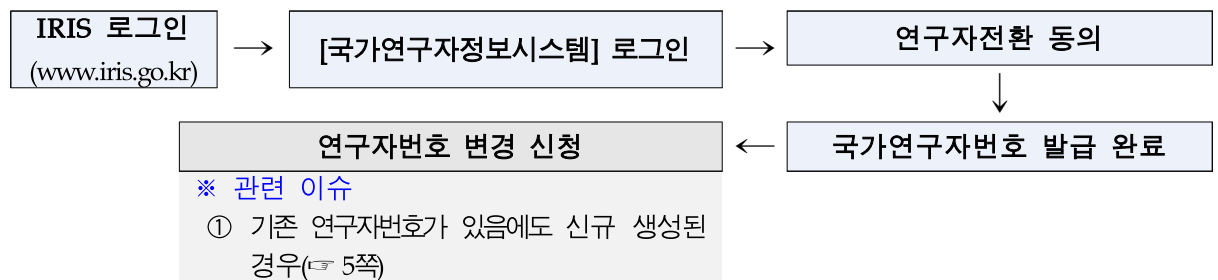 IRIS 로그인
(www.iris.go.kr)
→
[국가연구자정보시스템] 로그인
→
연구자전환 동의
↓
국가연구자번호 발급 완료
←
연구자번호 변경 신청
※ 관련 이슈
① 기존 연구자번호가 있음에도 신규 생성된
경우(☞ 5쪽)